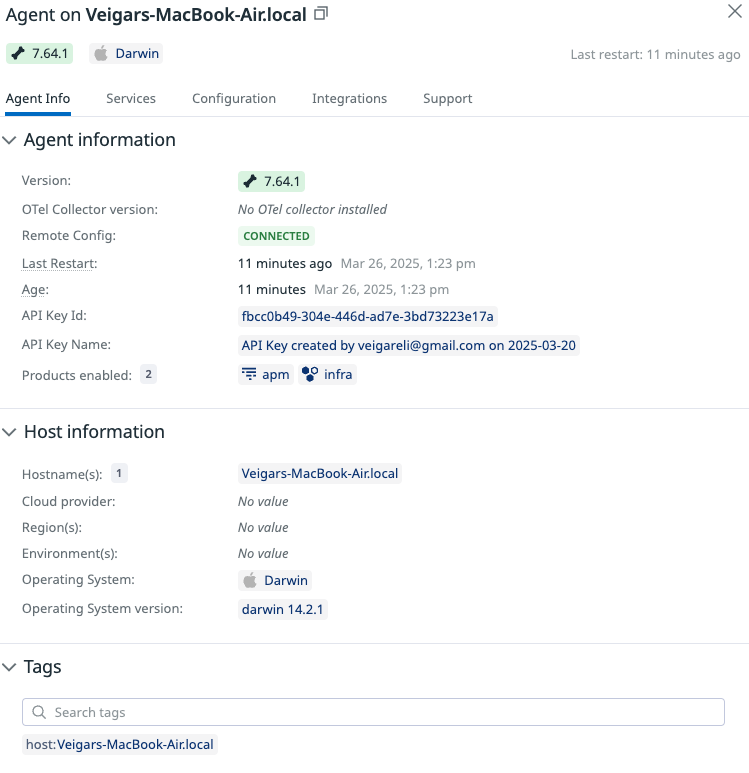 Agent on Veigars-MacBook-Air.local
7.64.1 Darwin Last restart: 11 minutes ago
Agent Info Services Configuration Integrations Support
Agent information
Version: 7.64.1
OTel Collector version: No OTel collector installed
Remote Config: CONNECTED
Last Restart: 11 minutes ago Mar 26, 2025, 1:23 pm
Age: 11 minutes Mar 26, 2025, 1:23 pm
API Key Id: fbcc0b49-304e-446d-ad7e-3bd73223e17a
API Key Name: API Key created by veigareli@gmail.com on 2025-03-20
Products enabled: 2 apm infra
Host information
Hostname(s): 1 Veigars-MacBook-Air.local
Cloud provider: No value
Region(s): No value
Environment(s): No value
Operating System: Darwin
Operating System version: darwin 14.2.1
Tags
Search tags
host:Veigars-MacBook-Air.local